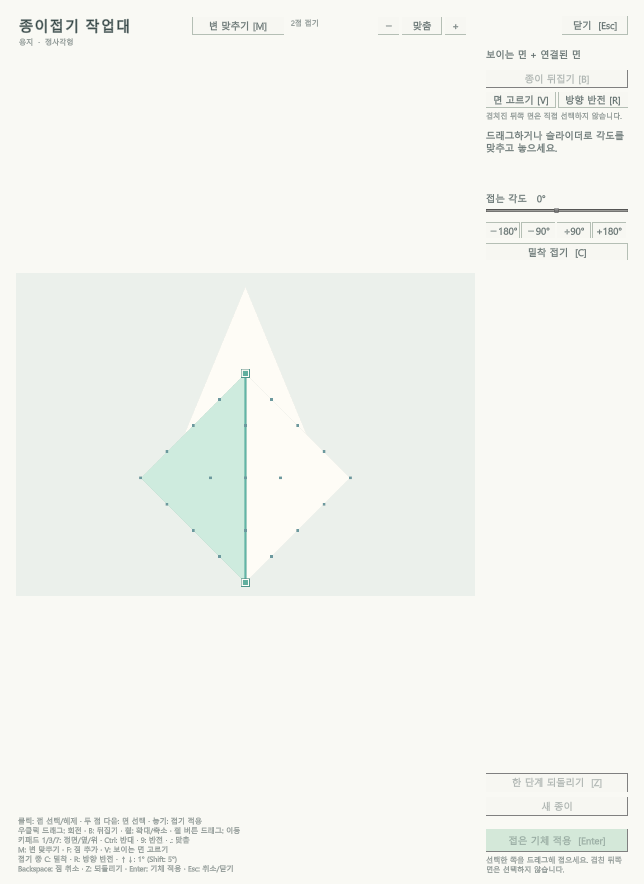 종이접기 작업대
변 맞추기 [M]
2점 접기
−
맞춤
+
닫기 [Esc]
용지 · 정사각형
보이는 면 + 연결된 면
종이 뒤집기 [B]
면 고르기 [V]
방향 반전 [R]
겹쳐진 뒤쪽 면은 직접 선택하지 않습니다.
드래그하거나 슬라이더로 각도를
맞추고 놓으세요.
접는 각도 0°
−180°
−90°
+90°
+180°
밀착 접기 [C]
한 단계 되돌리기 [Z]
새 종이
접은 기체 적용 [Enter]
선택한 쪽을 드래그해 접으세요. 겹친 뒤쪽
면은 선택하지 않습니다.
클릭: 점 선택/해제 · 두 점 다음: 면 선택 · 놓기: 접기 적용
우클릭 드래그: 회전 · B: 뒤집기 · 휠: 확대/축소 · 휠 버튼 드래그: 이동
키패드 1/3/7: 정면/옆/위 · Ctrl: 반대 · 9: 반전 · .: 맞춤
M: 변 맞추기 · F: 점 추가 · V: 보이는 면 고르기
접기 중 C: 밀착 · R: 방향 반전 · ↑↓: 1° (Shift: 5°)
Backspace: 점 취소 · Z: 되돌리기 · Enter: 기체 적용 · Esc: 취소/닫기